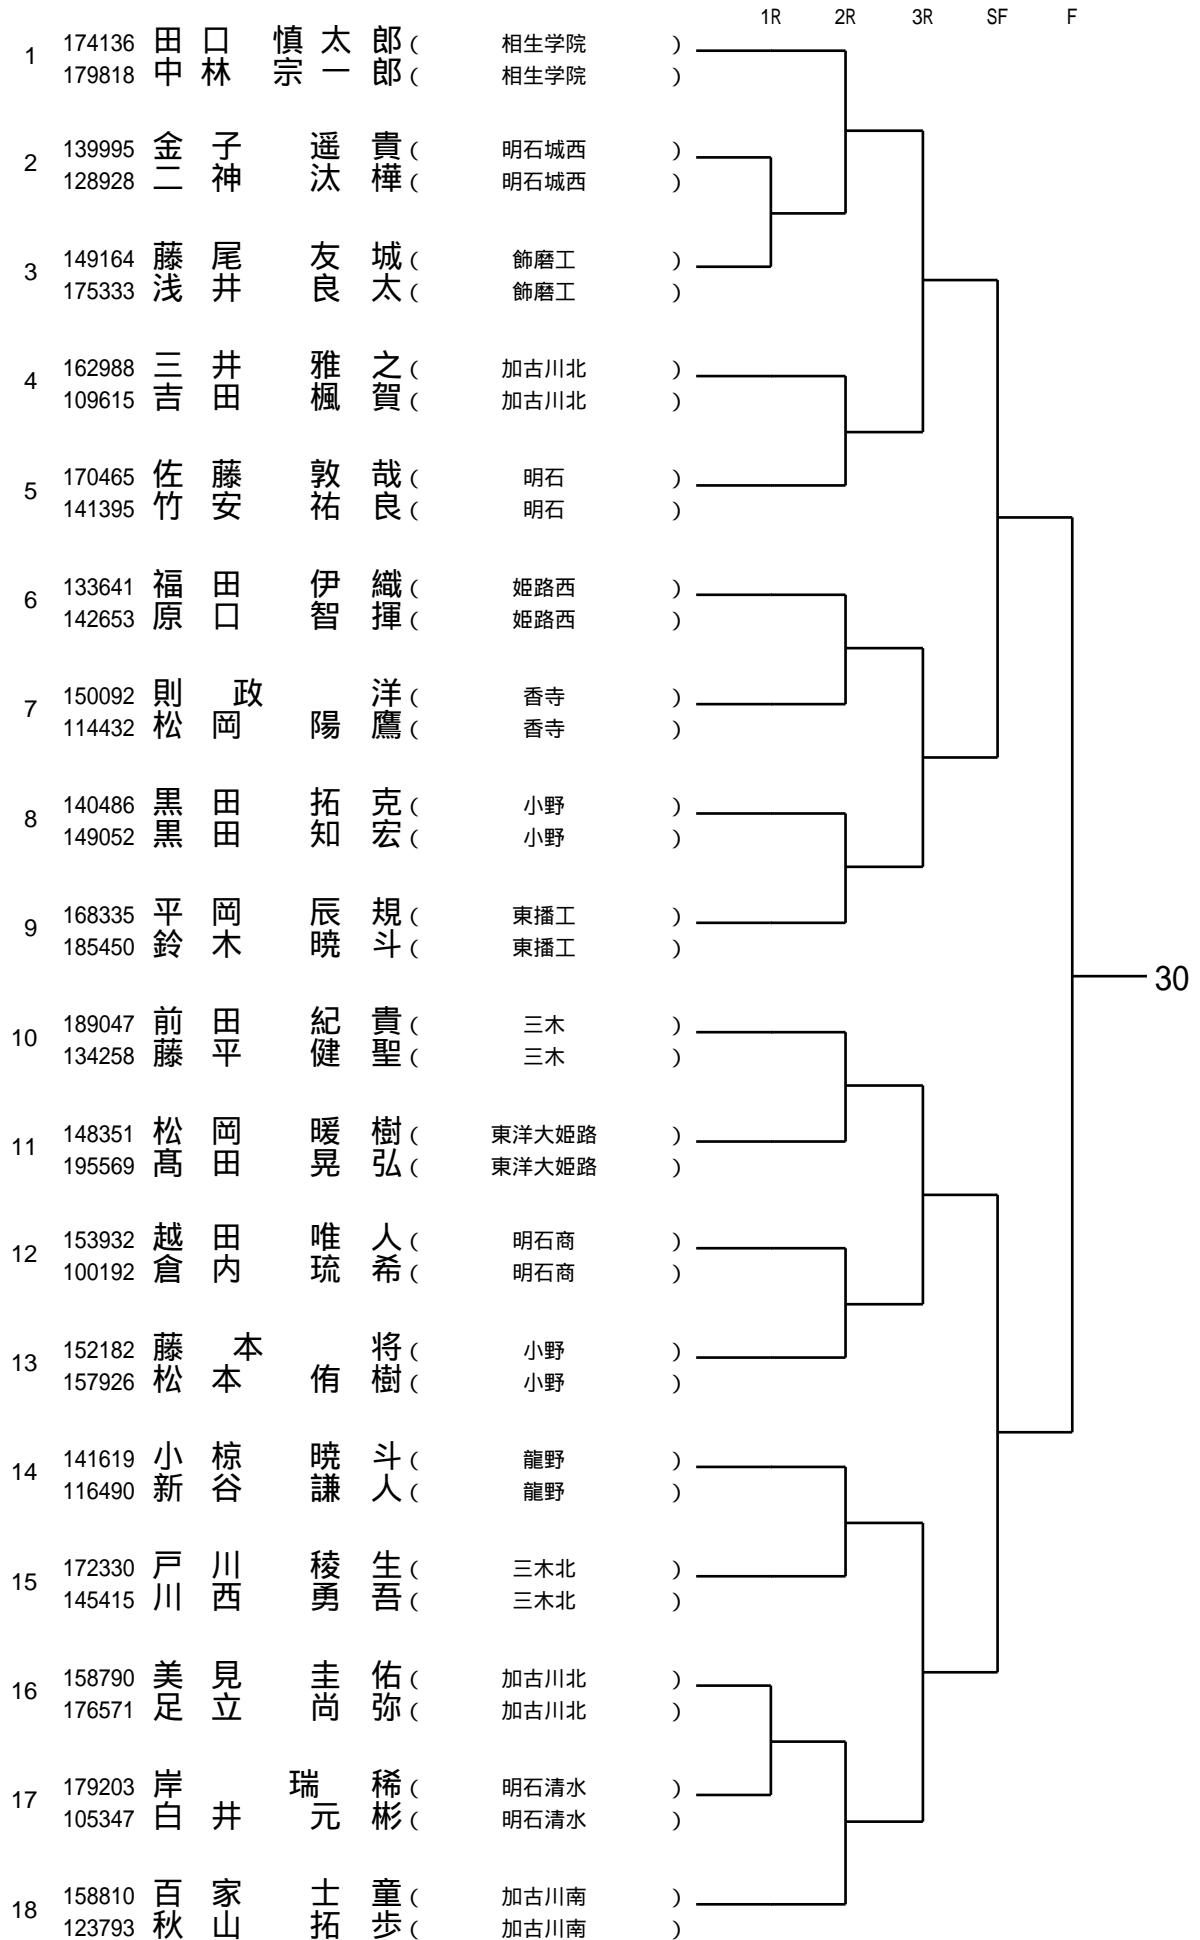 1R 2R 3R SF F
1 174136 田口 慎太郎 ( 相生学院 )
179818 中林 宗一郎 ( 相生学院 )
2 139995 金子 遥貴 ( 明石城西 )
128928 二神 汰樺 ( 明石城西 )
3 149164 藤尾 友城 ( 飾磨工 )
175333 浅井 良太 ( 飾磨工 )
4 162988 三井 雅之 ( 加古川北 )
109615 吉田 楓賀 ( 加古川北 )
5 170465 佐藤 敦哉 ( 明石 )
141395 竹安 祐良 ( 明石 )
6 133641 福田 伊織 ( 姫路西 )
142653 原口 智揮 ( 姫路西 )
7 150092 則政 洋 ( 香寺 )
114432 松岡 陽鷹 ( 香寺 )
8 140486 黒田 拓克 ( 小野 )
149052 黒田 知宏 ( 小野 )
9 168335 平岡 辰規 ( 東播工 )
185450 鈴木 暁斗 ( 東播工 )
30
10 189047 前田 紀貴 ( 三木 )
134258 藤平 健聖 ( 三木 )
11 148351 松岡 暖樹 ( 東洋大姫路 )
195569 髙田 晃弘 ( 東洋大姫路 )
12 153932 越田 唯人 ( 明石商 )
100192 倉内 琉希 ( 明石商 )
13 152182 藤本 将 ( 小野 )
157926 松本 侑樹 ( 小野 )
14 141619 小椋 暁斗 ( 龍野 )
116490 新谷 謙人 ( 龍野 )
15 172330 戸川 稜生 ( 三木北 )
145415 川西 勇吾 ( 三木北 )
16 158790 美見 圭佑 ( 加古川北 )
176571 足立 尚弥 ( 加古川北 )
17 179203 岸 瑞稀 ( 明石清水 )
105347 白井 元彬 ( 明石清水 )
18 158810 百家 士童 ( 加古川南 )
123793 秋山 拓歩 ( 加古川南 )